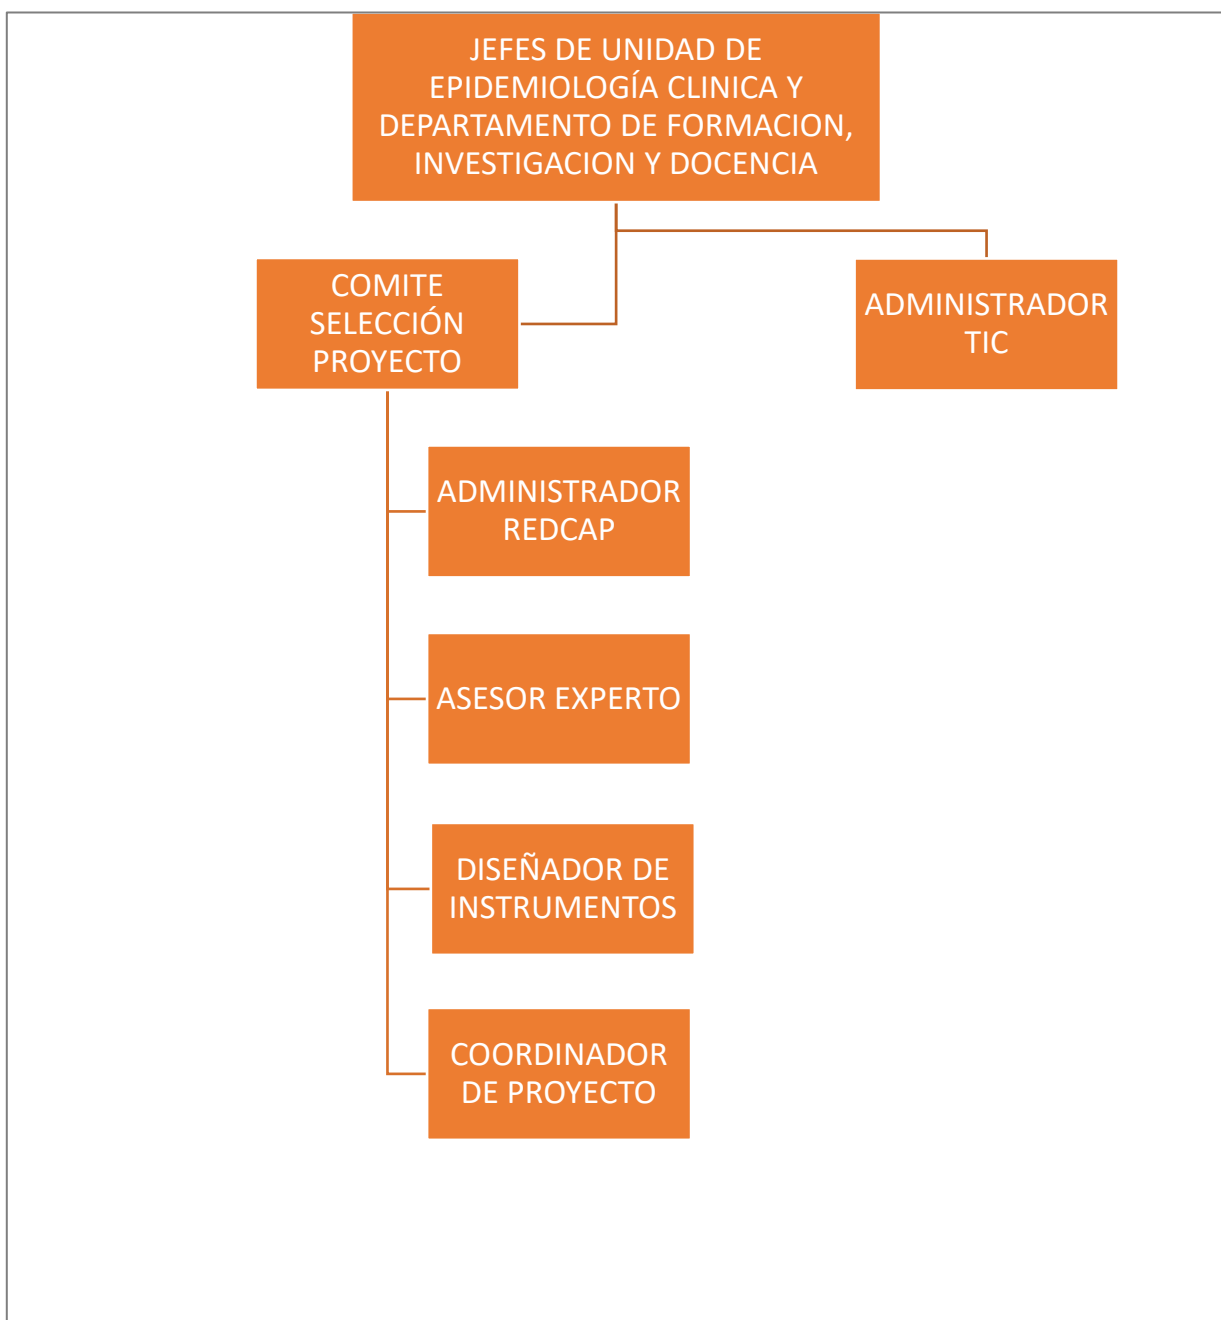 JEFES DE UNIDAD DE
EPIDEMIOLOGÍA CLINICA Y
DEPARTAMENTO DE FORMACION,
INVESTIGACION Y DOCENCIA
COMITE
SELECCIÓN
PROYECTO
ADMINISTRADOR
TIC
ADMINISTRADOR
REDCAP
ASESOR EXPERTO
DISEÑADOR DE
INSTRUMENTOS
COORDINADOR
DE PROYECTO